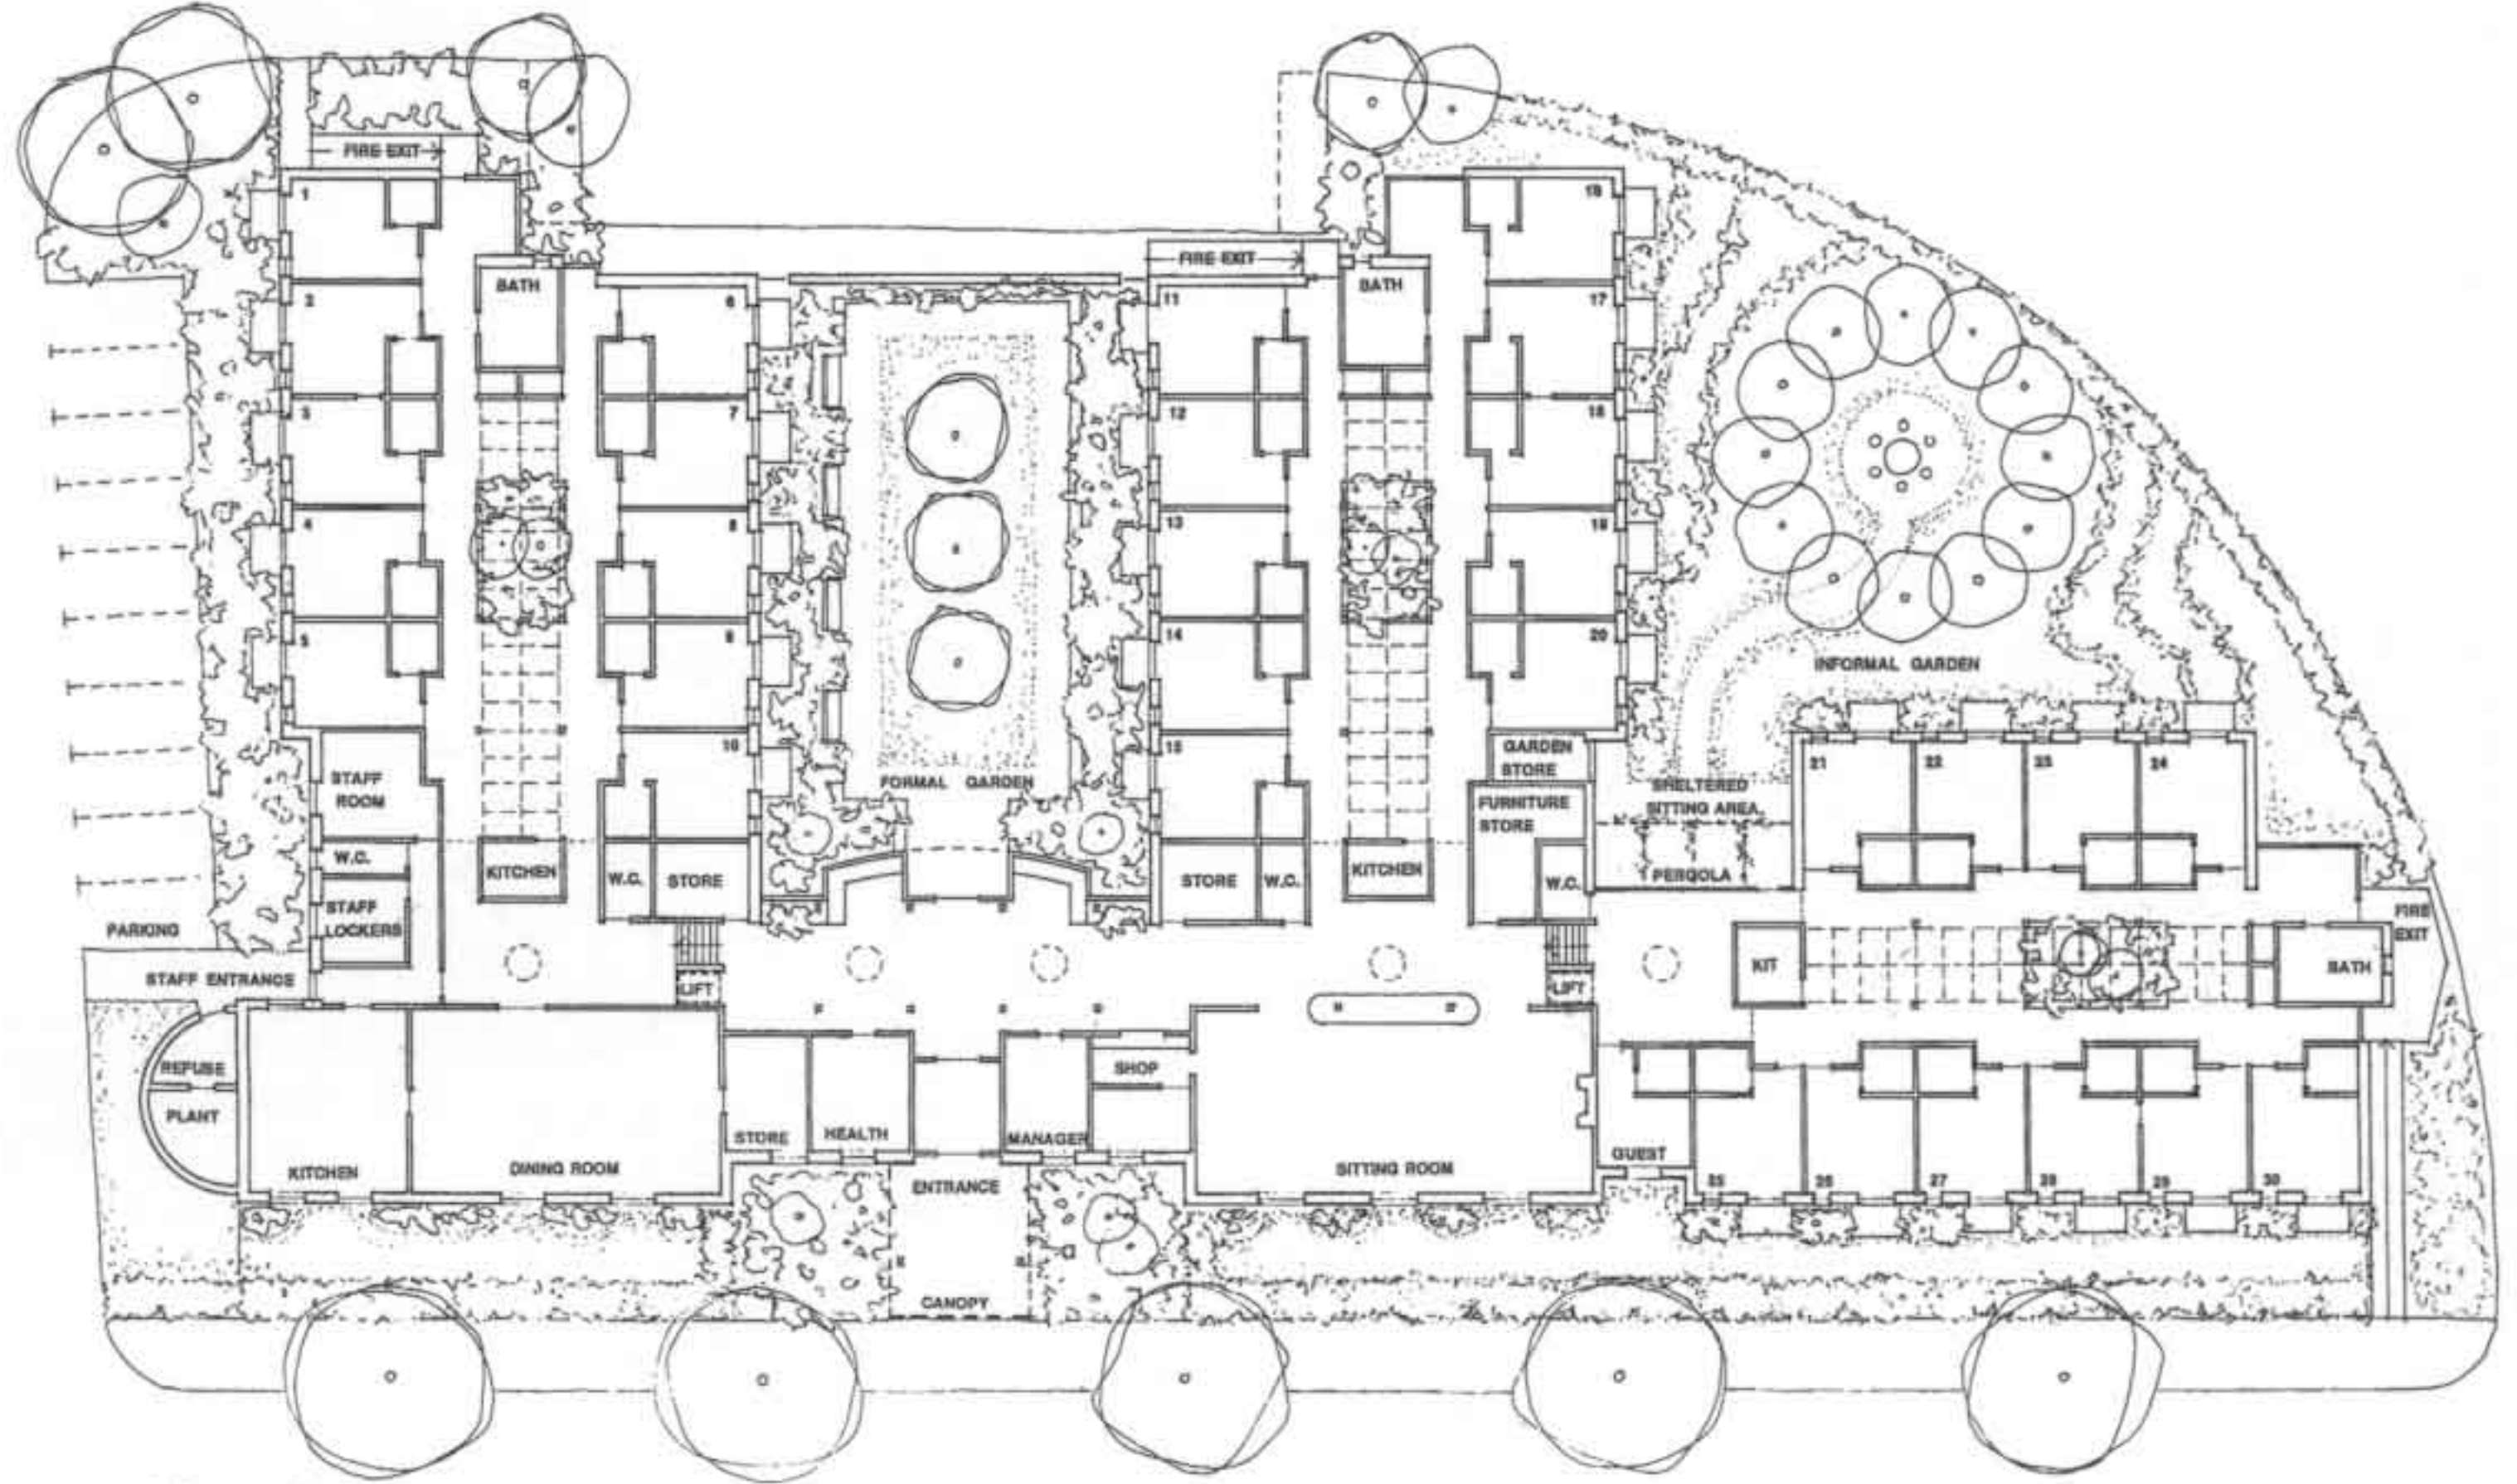 FIRE EXIT
1
2
3
4
5
BATH
6
7
8
9
10
FIRE EXIT
11
12
13
14
15
BATH
16
17
18
19
20
INFORMAL GARDEN
FORMAL GARDEN
STAFF
ROOM
W.C.
STAFF
LOCKERS
KITCHEN
W.C.
STORE
STORE
W.C.
KITCHEN
GARDEN
STORE
FURNITURE
STORE
W.C.
SHELTERED
SITTING AREA
PERGOLA
21
22
23
24
FIRE
EXIT
KIT
BATH
PARKING
STAFF ENTRANCE
LIFT
LIFT
REFUSE
PLANT
KITCHEN
DINING ROOM
STORE
HEALTH
ENTRANCE
MANAGER
SHOP
SITTING ROOM
GUEST
25
26
27
28
29
30
CANOPY